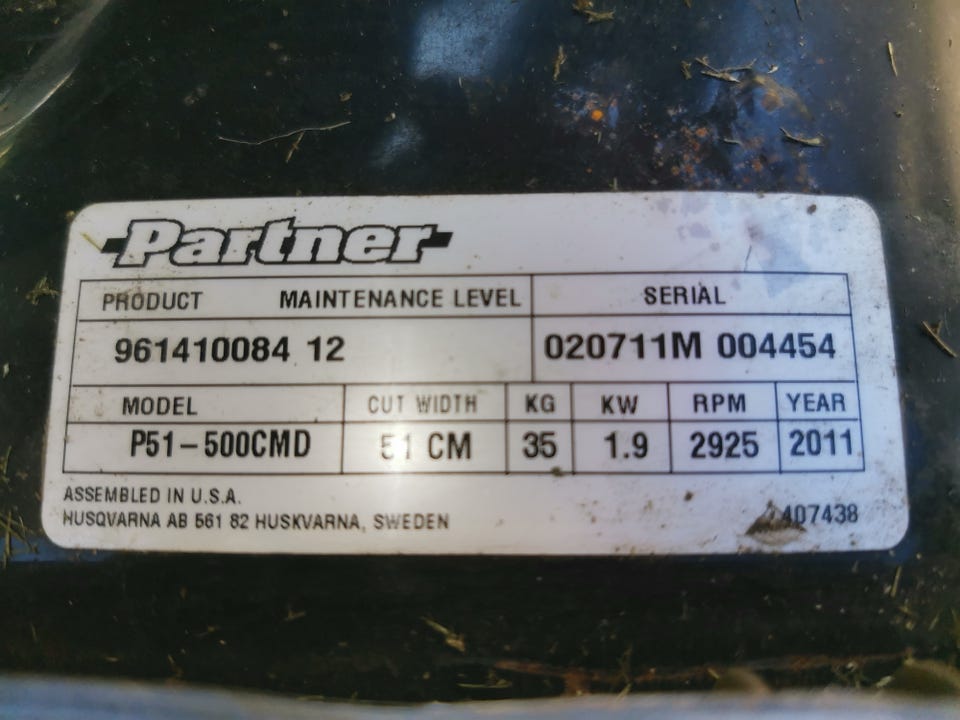 Partner
PRODUCT MAINTENANCE LEVEL SERIAL
961410084 12 020711M 004454
MODEL CUT WIDTH KG KW RPM YEAR
P51-500CMD 51 CM 35 1.9 2925 2011
ASSEMBLED IN U.S.A.
HUSQVARNA AB 561 82 HUSKVARNA, SWEDEN
407438